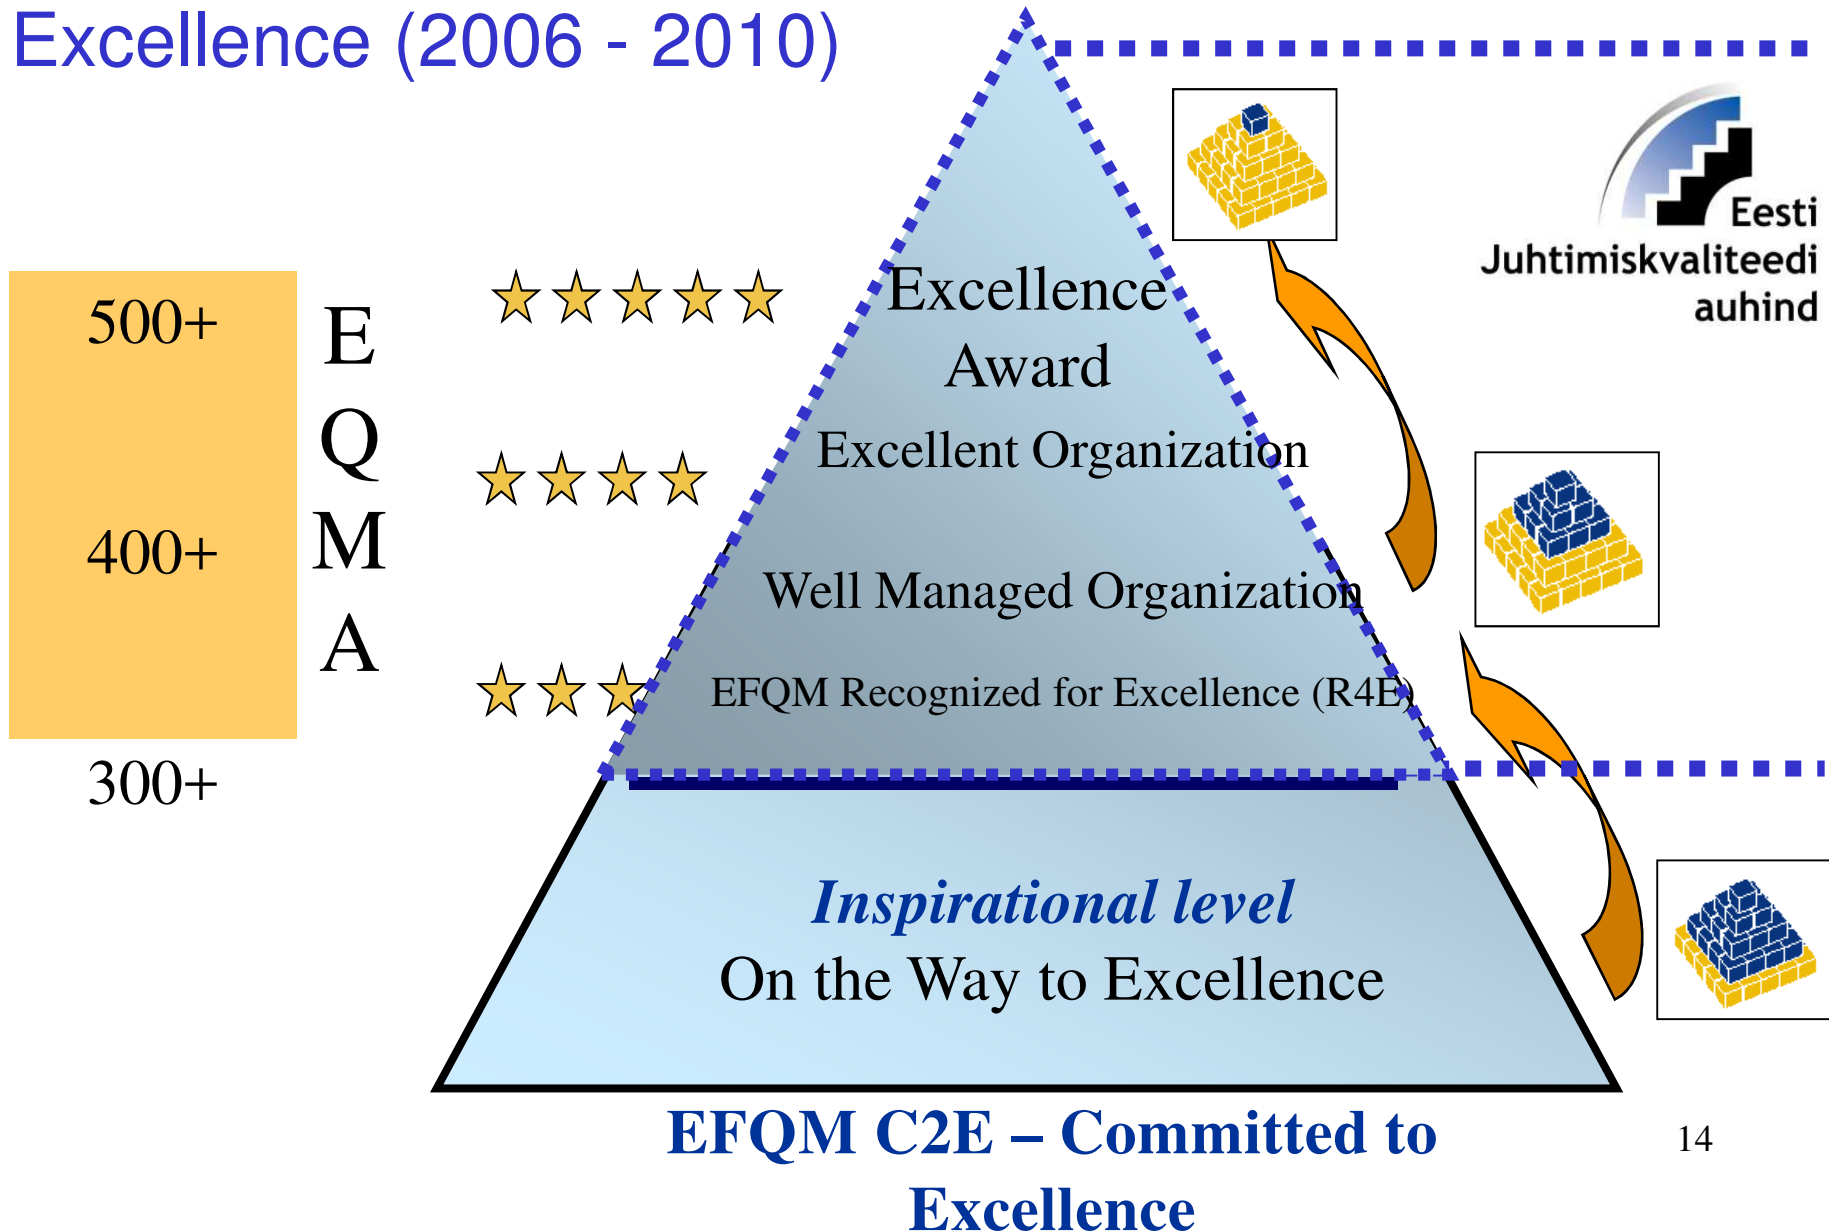 Excellence (2006 - 2010)
Eesti
Juhtimiskvaliteedi
auhind
500+
400+
300+
E
Q
M
A
Excellence
Award
Excellent Organization
Well Managed Organization
EFQM Recognized for Excellence (R4E)
Inspirational level
On the Way to Excellence
EFQM C2E – Committed to
Excellence
14